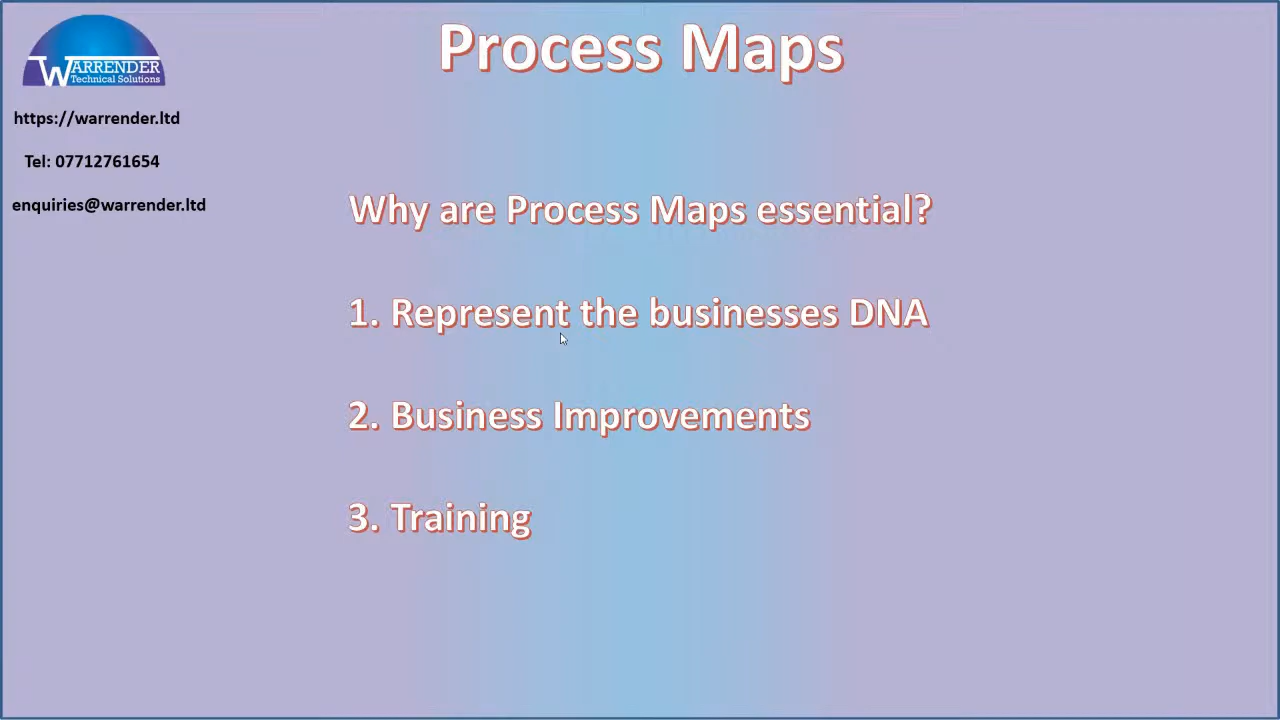 Process Maps
WARRENDER
Technical Solutions
https://warrender.ltd
Tel: 07712761654
enquiries@warrender.ltd
Why are Process Maps essential?
1. Represent the businesses DNA
2. Business Improvements
3. Training